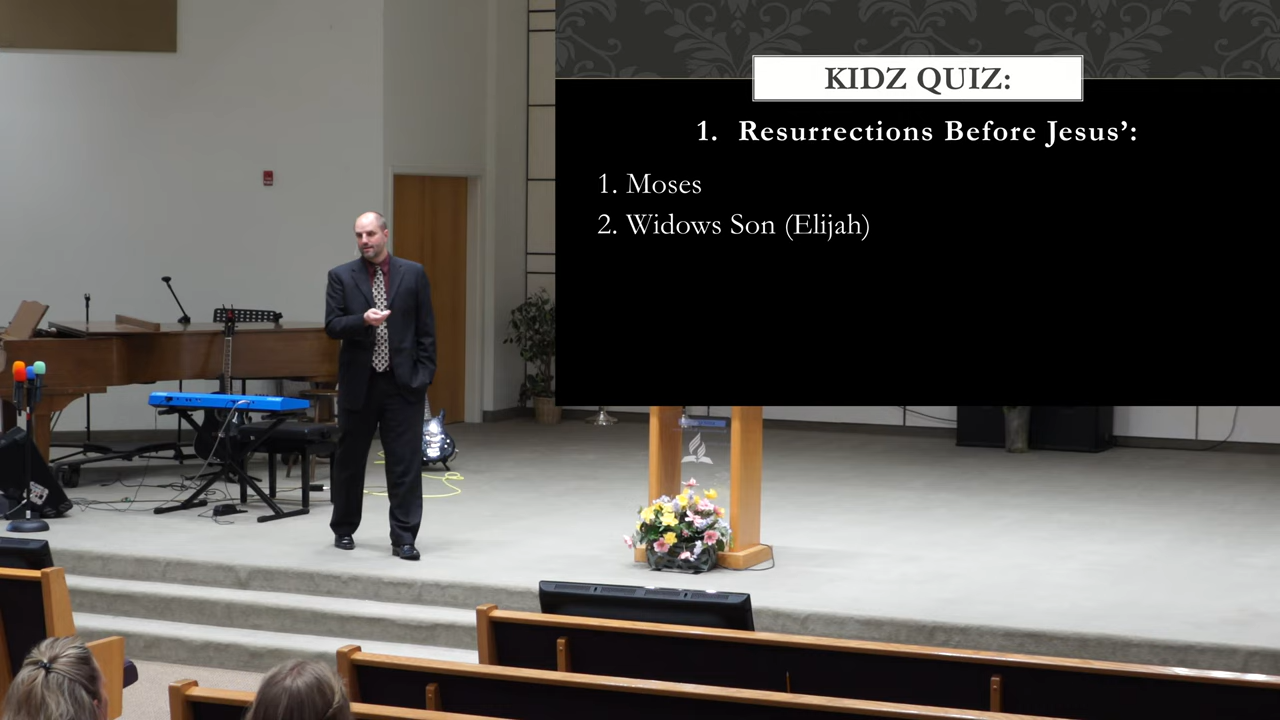 KIDZ QUIZ:
1. Resurrections Before Jesus’:
1. Moses
2. Widows Son (Elijah)